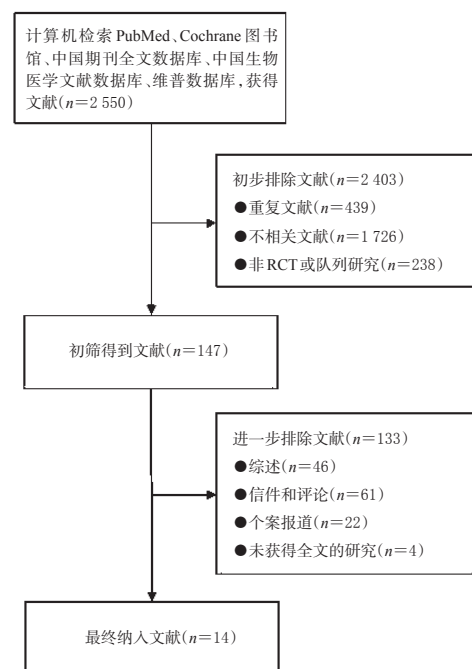 计算机检索 PubMed、Cochrane 图书
馆、中国期刊全文数据库、中国生物
医学文献数据库、维普数据库,获得
文献(n=2 550)
初步排除文献(n=2 403)
●重复文献(n=439)
●不相关文献(n=1 726)
●非RCT或队列研究(n=238)
初筛得到文献(n=147)
进一步排除文献(n=133)
●综述(n=46)
●信件和评论(n=61)
●个案报道(n=22)
●未获得全文的研究(n=4)
最终纳入文献(n=14)